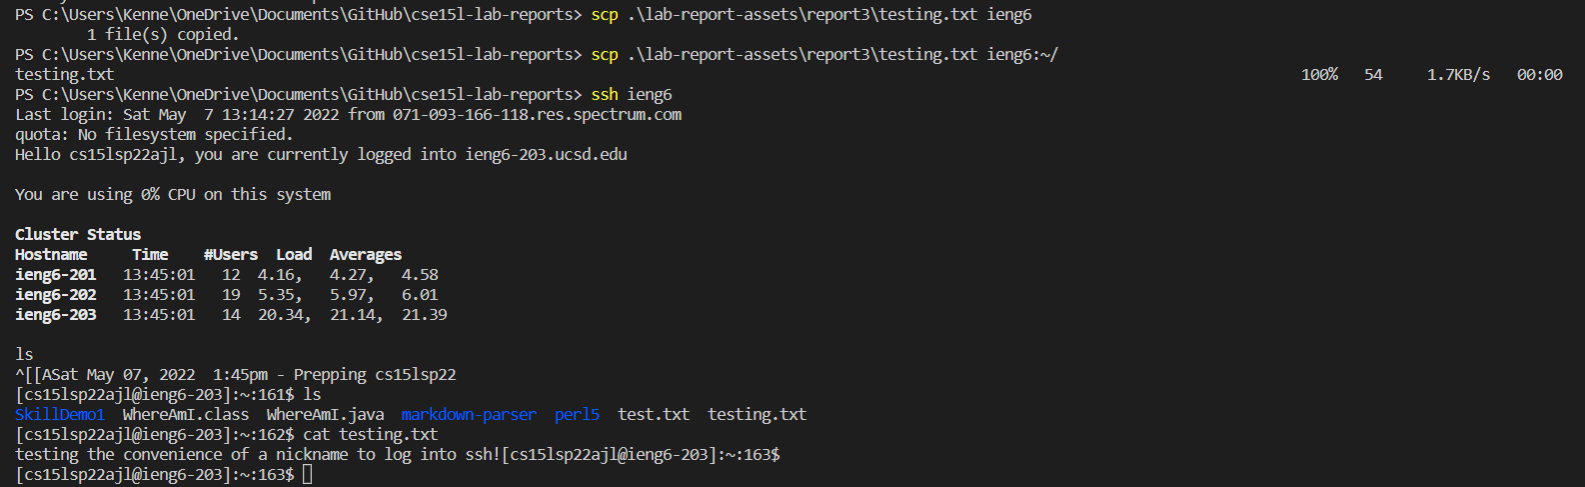 PS C:\Users\Kenne\OneDrive\Documents\GitHub\cse15l-lab-reports> scp .\lab-report-assets\report3\testing.txt ieng6
        1 file(s) copied.
PS C:\Users\Kenne\OneDrive\Documents\GitHub\cse15l-lab-reports> scp .\lab-report-assets\report3\testing.txt ieng6:~/
testing.txt                                                                                                                                    100%   54     1.7KB/s   00:00
PS C:\Users\Kenne\OneDrive\Documents\GitHub\cse15l-lab-reports> ssh ieng6
Last login: Sat May  7 13:14:27 2022 from 071-093-166-118.res.spectrum.com
quota: No filesystem specified.
Hello cs15lsp22ajl, you are currently logged into ieng6-203.ucsd.edu

You are using 0% CPU on this system

Cluster Status
Hostname     Time    #Users  Load  Averages
ieng6-201   13:45:01   12  4.16,   4.27,   4.58
ieng6-202   13:45:01   19  5.35,   5.97,   6.01
ieng6-203   13:45:01   14  20.34,  21.14,  21.39

ls
^[[ASat May 07, 2022  1:45pm - Prepping cs15lsp22
[cs15lsp22ajl@ieng6-203]:~:161$ ls
SkillDemo1  WhereAmI.class  WhereAmI.java  markdown-parser  perl5  test.txt  testing.txt
[cs15lsp22ajl@ieng6-203]:~:162$ cat testing.txt
testing the convenience of a nickname to log into ssh![cs15lsp22ajl@ieng6-203]:~:163$
[cs15lsp22ajl@ieng6-203]:~:163$